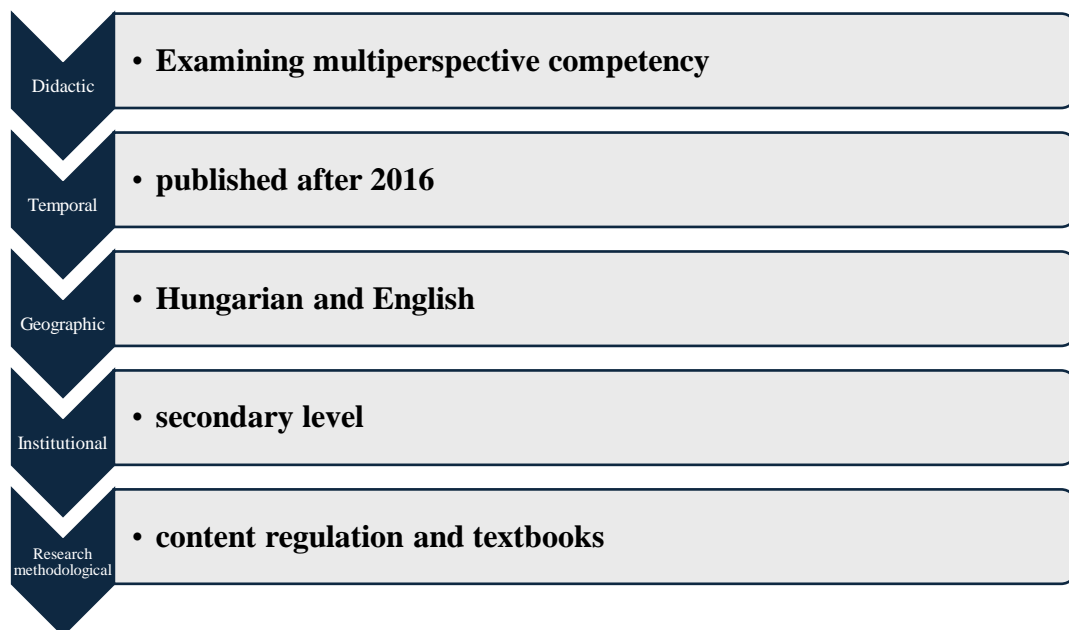 Didactic
• Examining multiperspective competency
Temporal
• published after 2016
Geographic
• Hungarian and English
Institutional
• secondary level
Research
methodological
• content regulation and textbooks